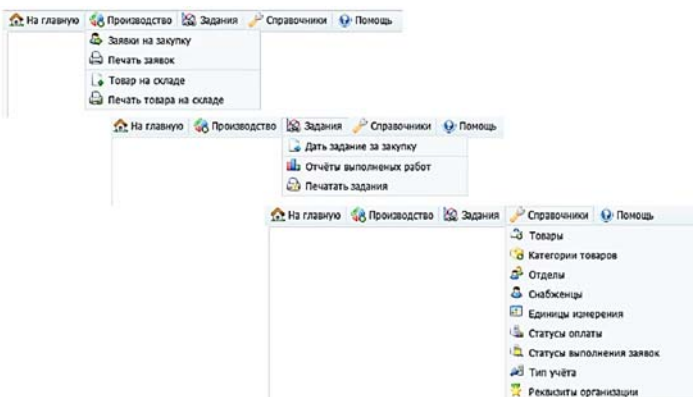 На главную Производство Задания Справочники Помощь
Заявки на закупку
Печать заявок
Товар на складе
Печать товара на складе
На главную Производство Задания Справочники Помощь
Дать задание за закупку
Отчёты выполненых работ
Печатать задания
На главную Производство Задания Справочники Помощь
Товары
Категории товаров
Отделы
Снабженцы
Единицы измерения
Статусы оплаты
Статусы выполнения заявок
Тип учёта
Реквизиты организации